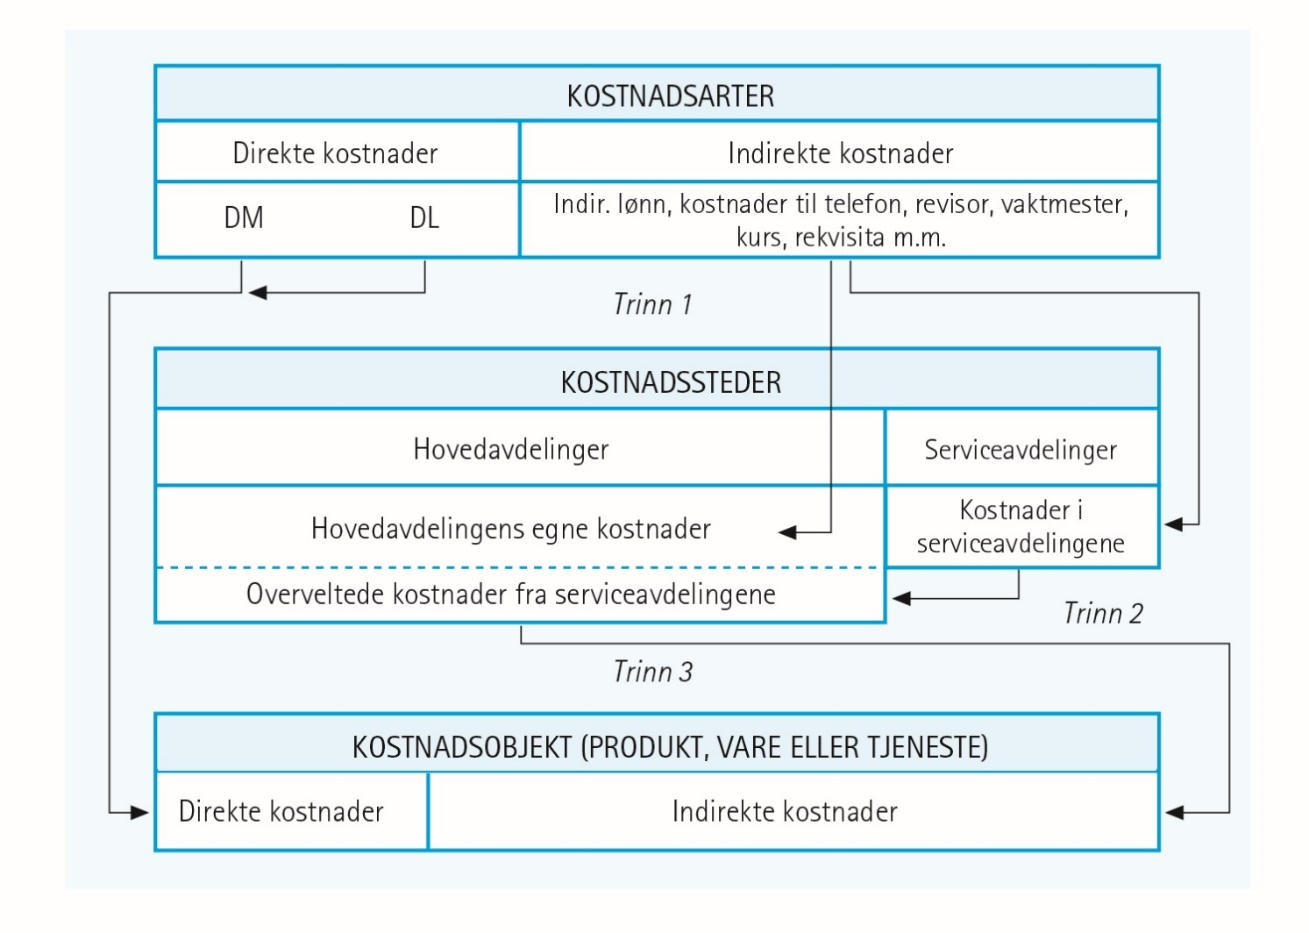 KOSTNADSARTER
Direkte kostnader
Indirekte kostnader
DM
DL
Indir. lønn, kostnader til telefon, revisor, vaktmester,
kurs, rekvisita m.m.
Trinn 1
KOSTNADSSTEDER
Hovedavdelinger
Serviceavdelinger
Hovedavdelingens egne kostnader
Kostnader i
serviceavdelingene
Overveltede kostnader fra serviceavdelingene
Trinn 2
Trinn 3
KOSTNADSOBJEKT (PRODUKT, VARE ELLER TJENESTE)
Direkte kostnader
Indirekte kostnader